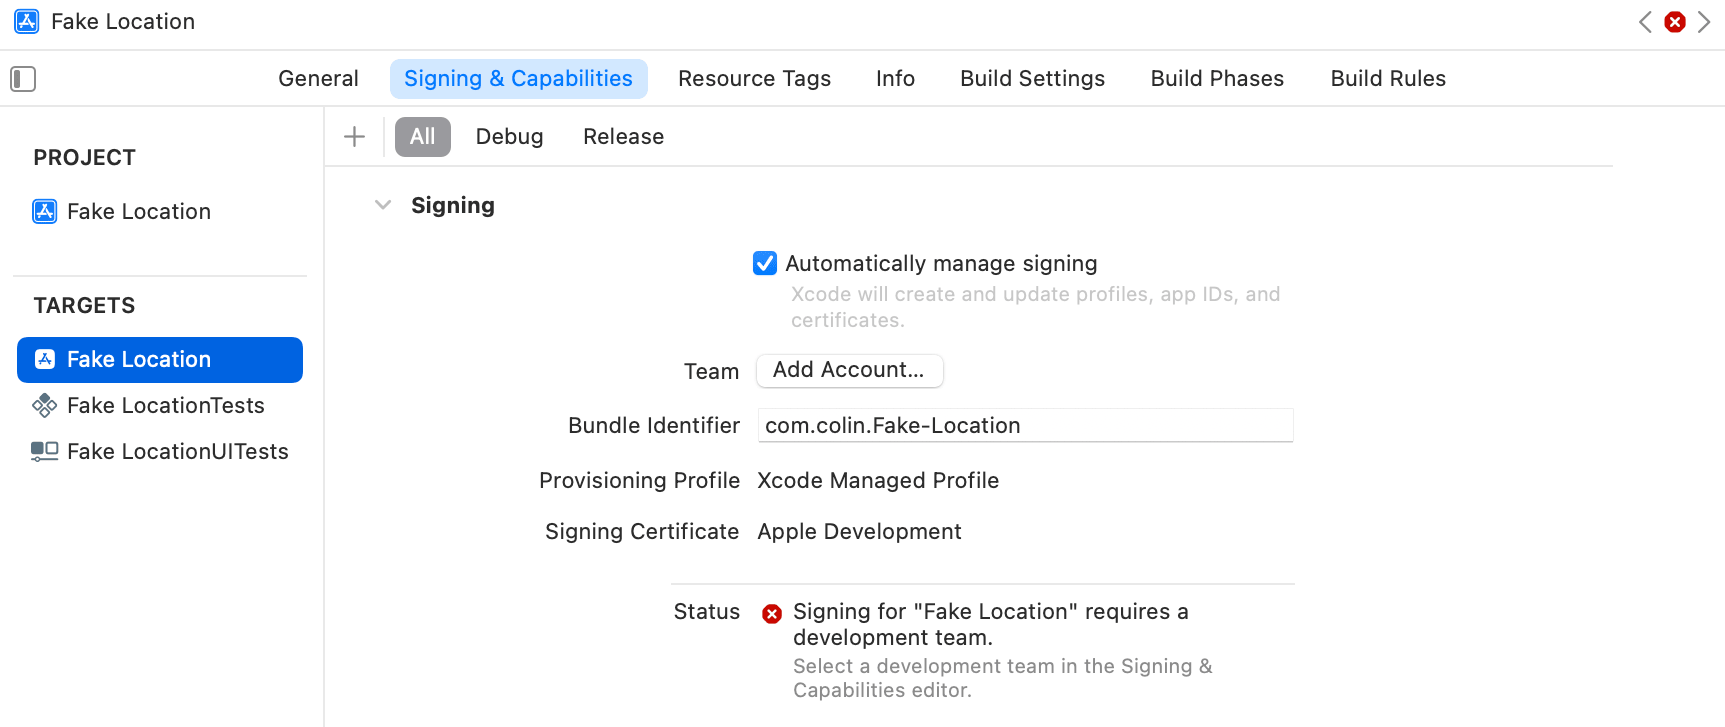 Fake Location
General Signing & Capabilities Resource Tags Info Build Settings Build Phases Build Rules
All Debug Release
PROJECT
Fake Location
TARGETS
Fake Location
Fake LocationTests
Fake LocationUITests
Signing
Automatically manage signing
Xcode will create and update profiles, app IDs, and
certificates.
Team Add Account...
Bundle Identifier com.colin.Fake-Location
Provisioning Profile Xcode Managed Profile
Signing Certificate Apple Development
Status Signing for "Fake Location" requires a
development team.
Select a development team in the Signing &
Capabilities editor.